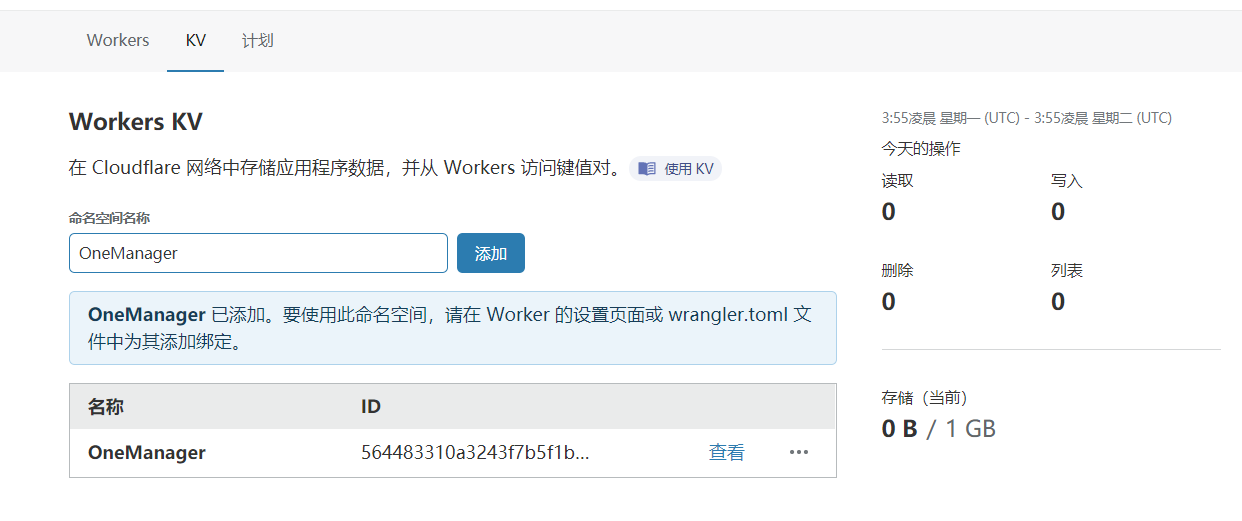 Workers KV 计划
Workers KV
在 Cloudflare 网络中存储应用程序数据，并从 Workers 访问键值对。 使用 KV
命名空间名称
OneManager 添加
OneManager 已添加。要使用此命名空间，请在 Worker 的设置页面或 wrangler.toml 文
件中为其添加绑定。
名称 ID
OneManager 564483310a3243f7b5f1b... 查看
3:55凌晨 星期一 (UTC) - 3:55凌晨 星期二 (UTC)
今天的操作
读取 写入
0 0
删除 列表
0 0
存储（当前）
0 B / 1 GB